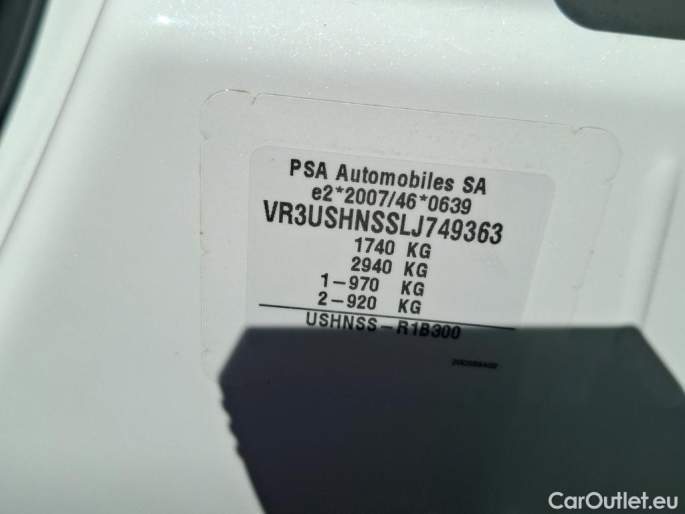 PSA Automobiles SA
e2*2007/46*0639
VR3USHNSSLJ749363
1740 KG
2940 KG
1-970 KG
2-920 KG
USHNSS-R1B300
CarOutlet.eu